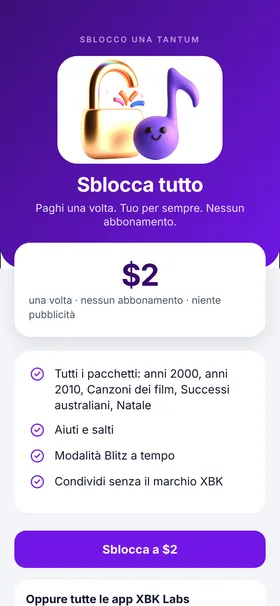 SBLOCCO UNA TANTUM
Sblocca tutto
Paghi una volta. Tuo per sempre. Nessun
abbonamento.
$2
una volta · nessun abbonamento · niente
pubblicità
Tutti i pacchetti: anni 2000, anni
2010, Canzoni dei film, Successi
australiani, Natale
Aiuti e salti
Modalità Blitz a tempo
Condividi senza il marchio XBK
Sblocca a $2
Oppure tutte le app XBK Labs